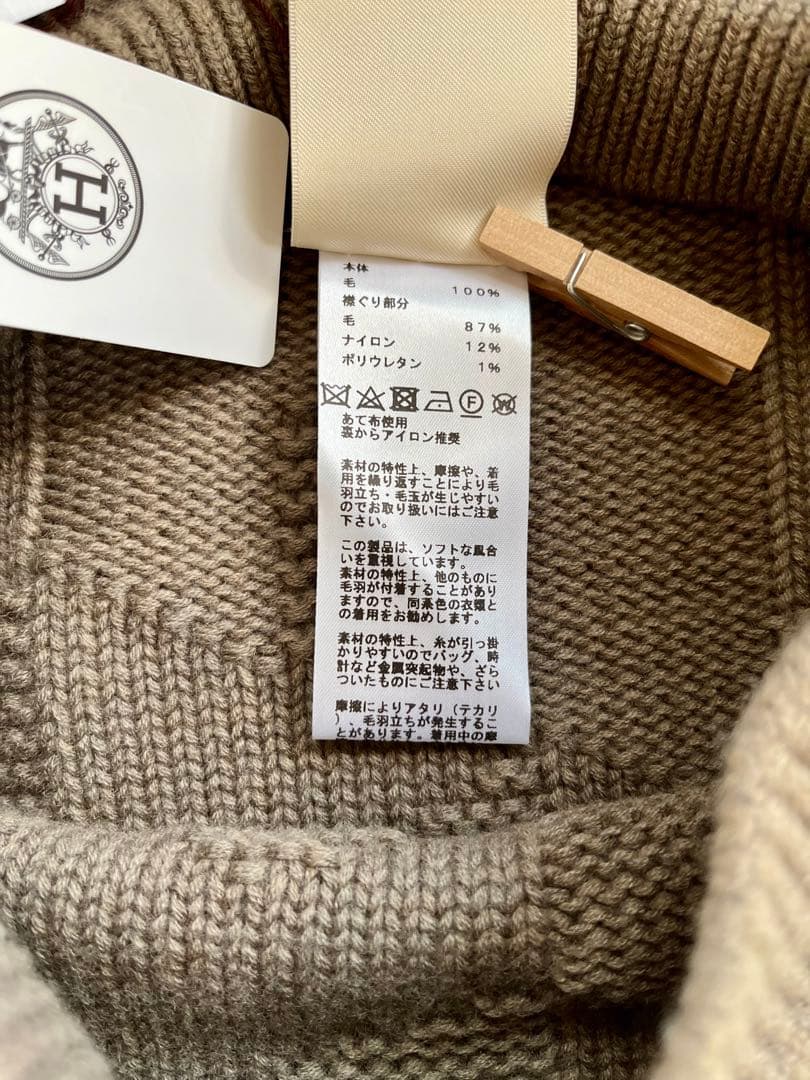 H
本体
毛 100%
襟ぐり部分
毛 87%
ナイロン 12%
ポリウレタン 1%
F
W
あて布使用
裏からアイロン推奨
素材の特性上、摩擦や、着
用を繰り返すことにより毛
羽立ち・毛玉が生じやすい
のでお取り扱いにはご注意
下さい。
この製品は、ソフトな風合
いを重視しています。
素材の特性上、他のものに
毛羽が付着することがあり
ますので、同系色の衣類と
の着用をお勧めします。
素材の特性上、糸が引っ掛
かりやすいのでバッグ、時
計など金属突起物や、ざら
ついたものにご注意下さい
摩擦によりアタリ（テカリ
）、毛羽立ちが発生するこ
とがあります。着用中の摩